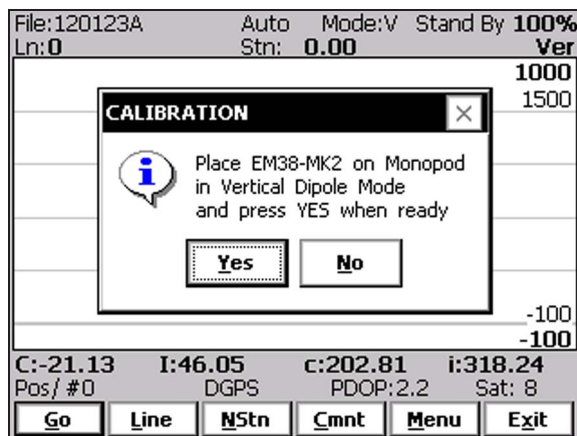 File:120123A Auto Mode:V Stand By 100%
Ln:0 Stn: 0.00 Ver
1000
1500
CALIBRATION
Place EM38-MK2 on Monopod
in Vertical Dipole Mode
and press YES when ready
Yes No
-100
-100
C:-21.13 I:46.05 c:202.81 i:318.24
Pos/ #0 DGPS PDOP:2.2 Sat: 8
Go Line NStn Cmnt Menu Exit